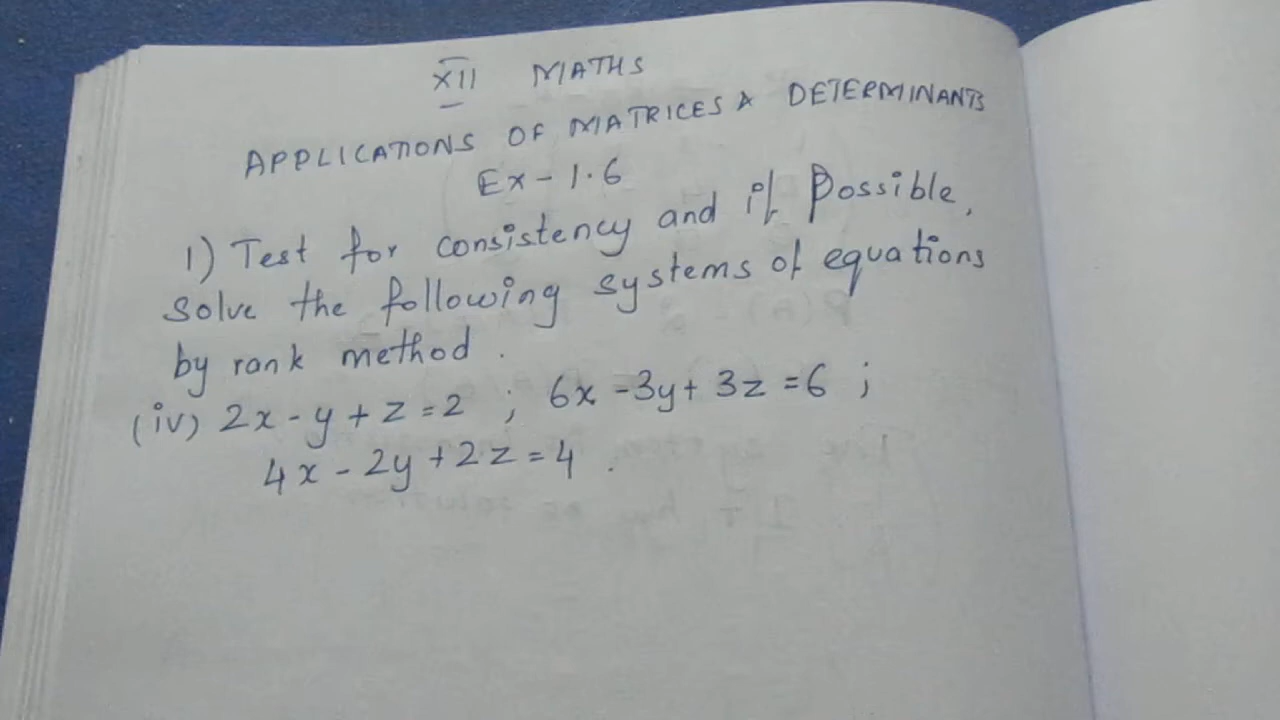 XII MATHS
APPLICATIONS OF MATRICES & DETERMINANTS
Ex - 1.6
1) Test for consistency and if possible,
solve the following systems of equations
by rank method.
(iv) 2x - y + z = 2 ; 6x - 3y + 3z = 6 ;
4x - 2y + 2z = 4 .